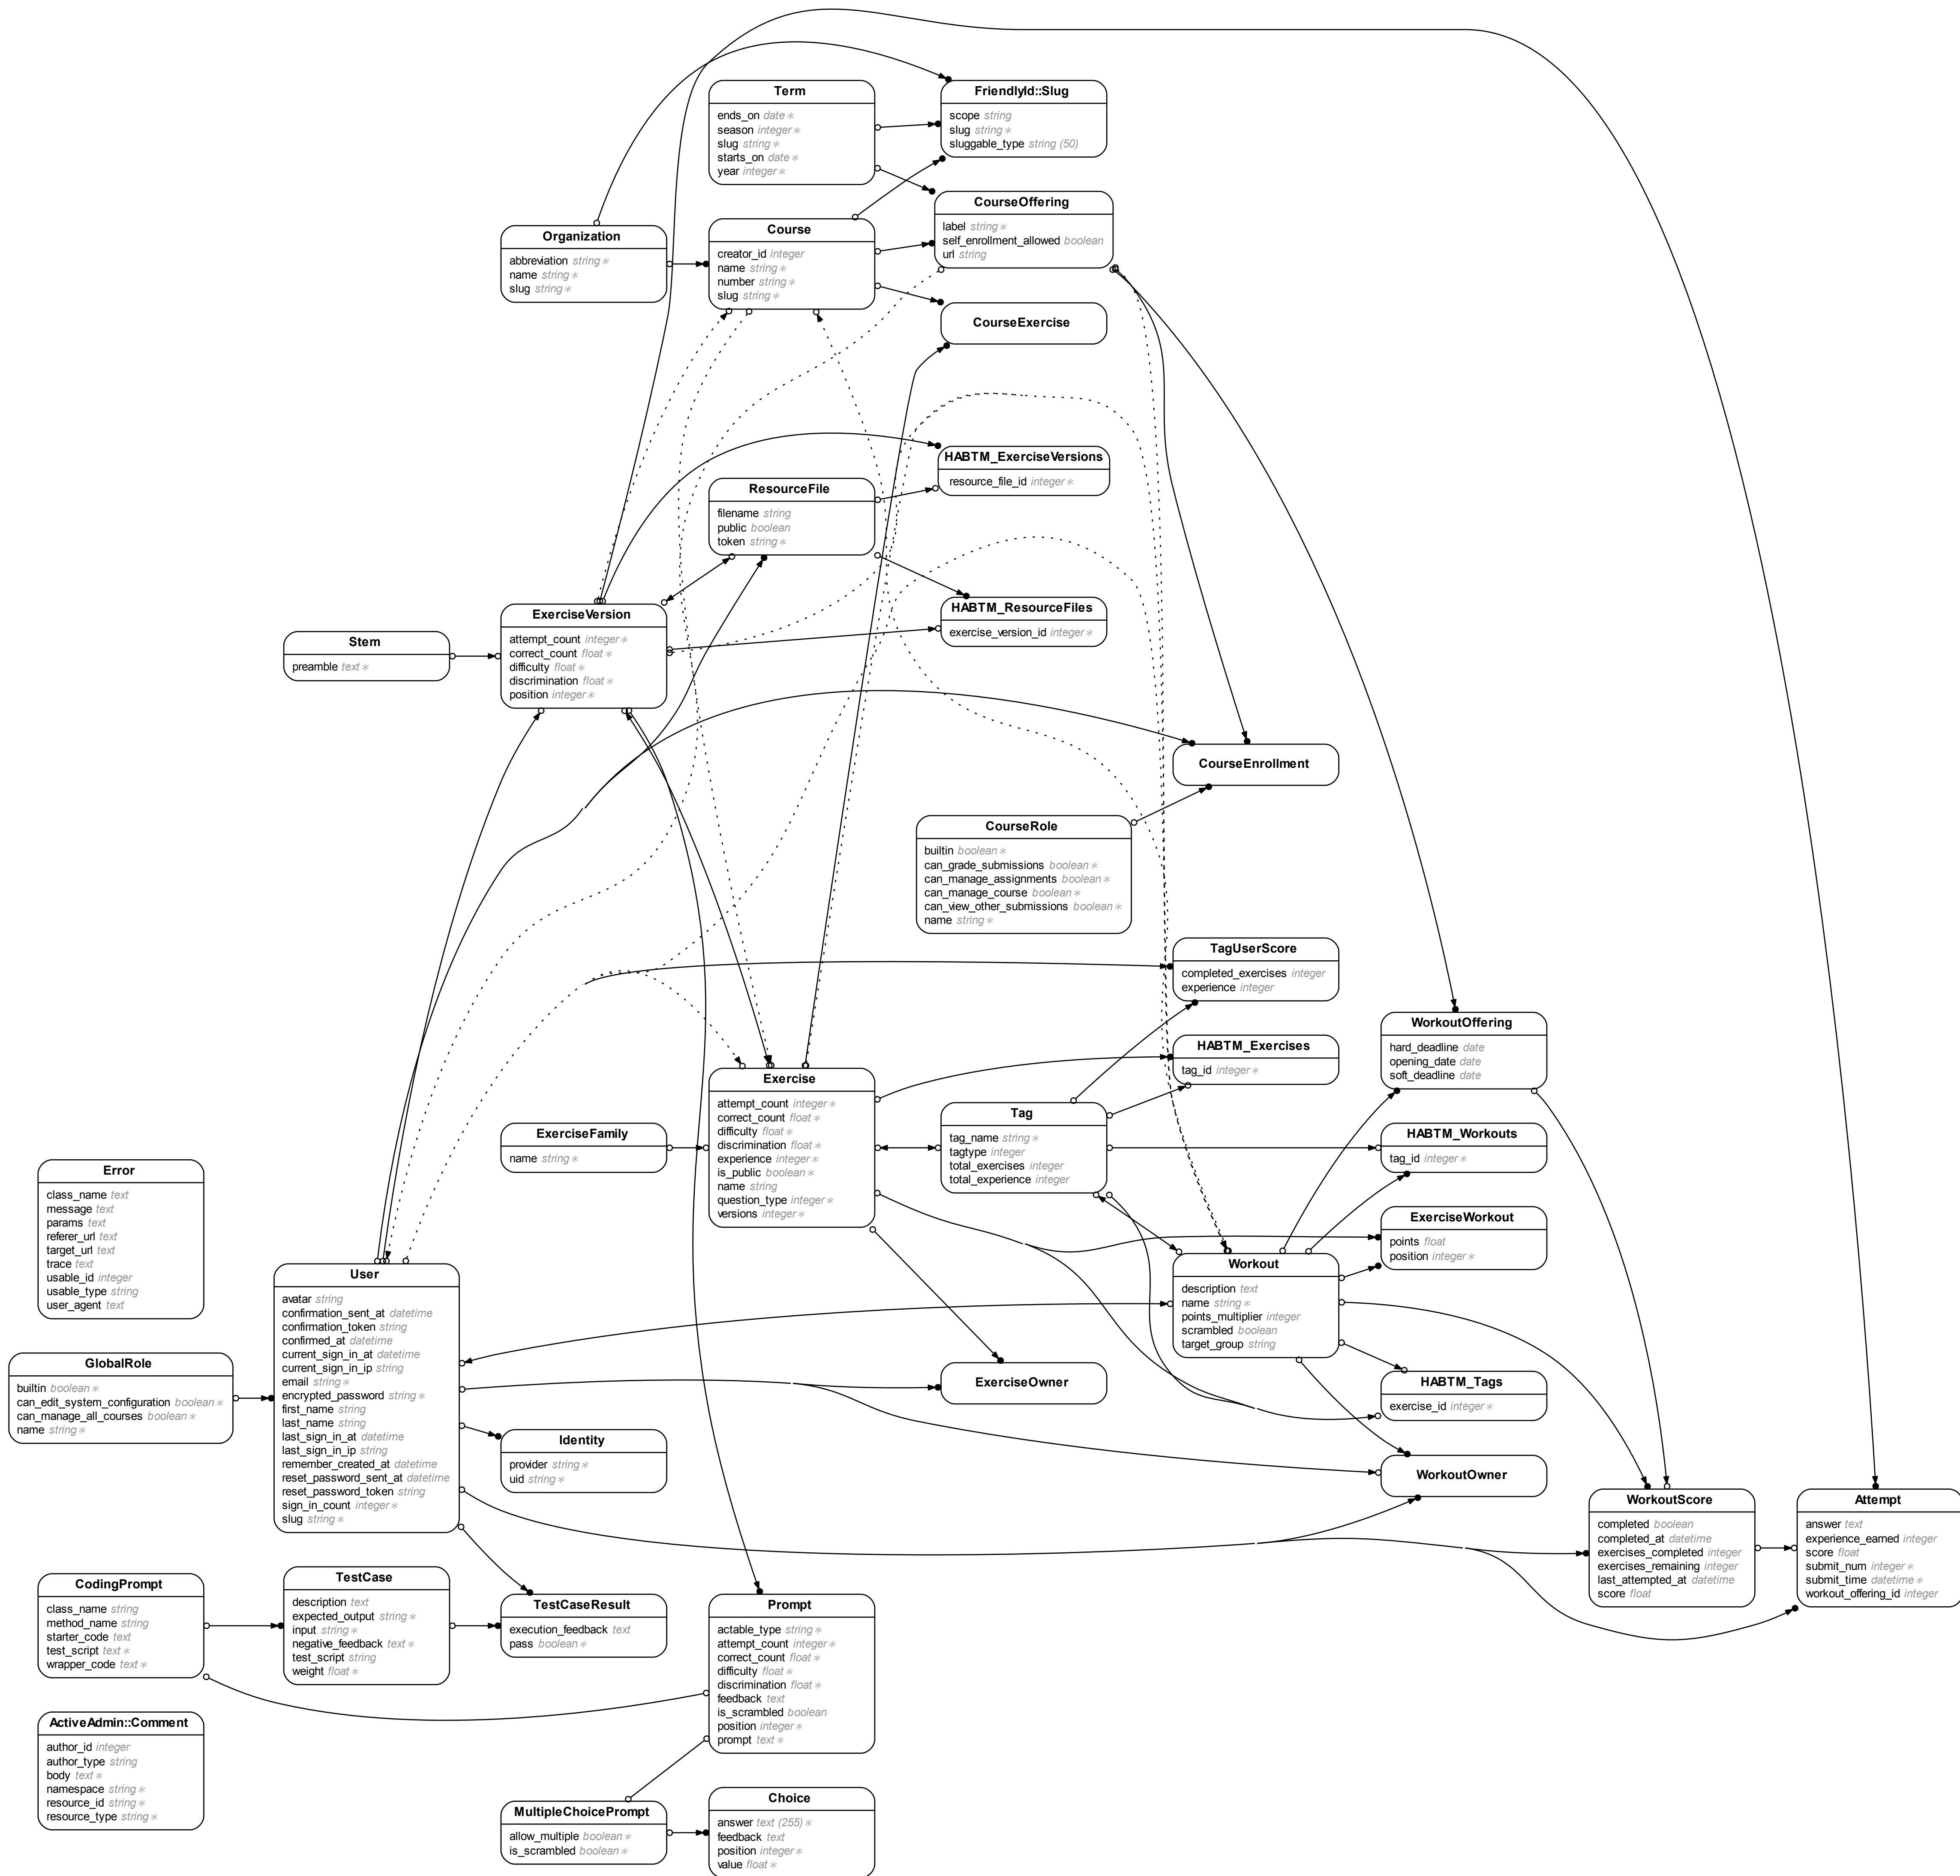 Term
ends_on date ∗
season integer ∗
slug string ∗
starts_on date ∗
year integer ∗
FriendlyId::Slug
scope string
slug string ∗
sluggable_type string (50)
CourseOffering
label string ∗
self_enrollment_allowed boolean
url string
Organization
abbreviation string ∗
name string ∗
slug string ∗
Course
creator_id integer
name string ∗
number string ∗
slug string ∗
CourseExercise
HABTM_ExerciseVersions
resource_file_id integer ∗
ResourceFile
filename string
public boolean
token string ∗
HABTM_ResourceFiles
exercise_version_id integer ∗
ExerciseVersion
attempt_count integer ∗
correct_count float ∗
difficulty float ∗
discrimination float ∗
position integer ∗
Stem
preamble text ∗
CourseEnrollment
CourseRole
builtin boolean ∗
can_grade_submissions boolean ∗
can_manage_assignments boolean ∗
can_manage_course boolean ∗
can_view_other_submissions boolean ∗
name string ∗
TagUserScore
completed_exercises integer
experience integer
WorkoutOffering
hard_deadline date
opening_date date
soft_deadline date
HABTM_Exercises
tag_id integer ∗
Exercise
attempt_count integer ∗
correct_count float ∗
difficulty float ∗
discrimination float ∗
experience integer ∗
is_public boolean ∗
name string
question_type integer ∗
versions integer ∗
Tag
tag_name string ∗
tagtype integer
total_exercises integer
total_experience integer
ExerciseFamily
name string ∗
HABTM_Workouts
tag_id integer ∗
Error
class_name text
message text
params text
referer_url text
target_url text
trace text
usable_id integer
usable_type string
user_agent text
ExerciseWorkout
points float
position integer ∗
Workout
description text
name string ∗
points_multiplier integer
scrambled boolean
target_group string
User
avatar string
confirmation_sent_at datetime
confirmation_token string
confirmed_at datetime
current_sign_in_at datetime
current_sign_in_ip string
email string ∗
encrypted_password string ∗
first_name string
last_name string
last_sign_in_at datetime
last_sign_in_ip string
remember_created_at datetime
reset_password_sent_at datetime
reset_password_token string
sign_in_count integer ∗
slug string ∗
GlobalRole
builtin boolean ∗
can_edit_system_configuration boolean ∗
can_manage_all_courses boolean ∗
name string ∗
ExerciseOwner
HABTM_Tags
exercise_id integer ∗
Identity
provider string ∗
uid string ∗
WorkoutOwner
WorkoutScore
completed boolean
completed_at datetime
exercises_completed integer
exercises_remaining integer
last_attempted_at datetime
score float
Attempt
answer text
experience_earned integer
score float
submit_num integer ∗
submit_time datetime ∗
workout_offering_id integer
CodingPrompt
class_name string
method_name string
starter_code text
test_script text ∗
wrapper_code text ∗
TestCase
description text
expected_output string ∗
input string ∗
negative_feedback text ∗
test_script string
weight float ∗
TestCaseResult
execution_feedback text
pass boolean ∗
Prompt
actable_type string ∗
attempt_count integer ∗
correct_count float ∗
difficulty float ∗
discrimination float ∗
feedback text
is_scrambled boolean
position integer ∗
prompt text ∗
ActiveAdmin::Comment
author_id integer
author_type string
body text ∗
namespace string ∗
resource_id string ∗
resource_type string ∗
MultipleChoicePrompt
allow_multiple boolean ∗
is_scrambled boolean ∗
Choice
answer text (255) ∗
feedback text
position integer ∗
value float ∗